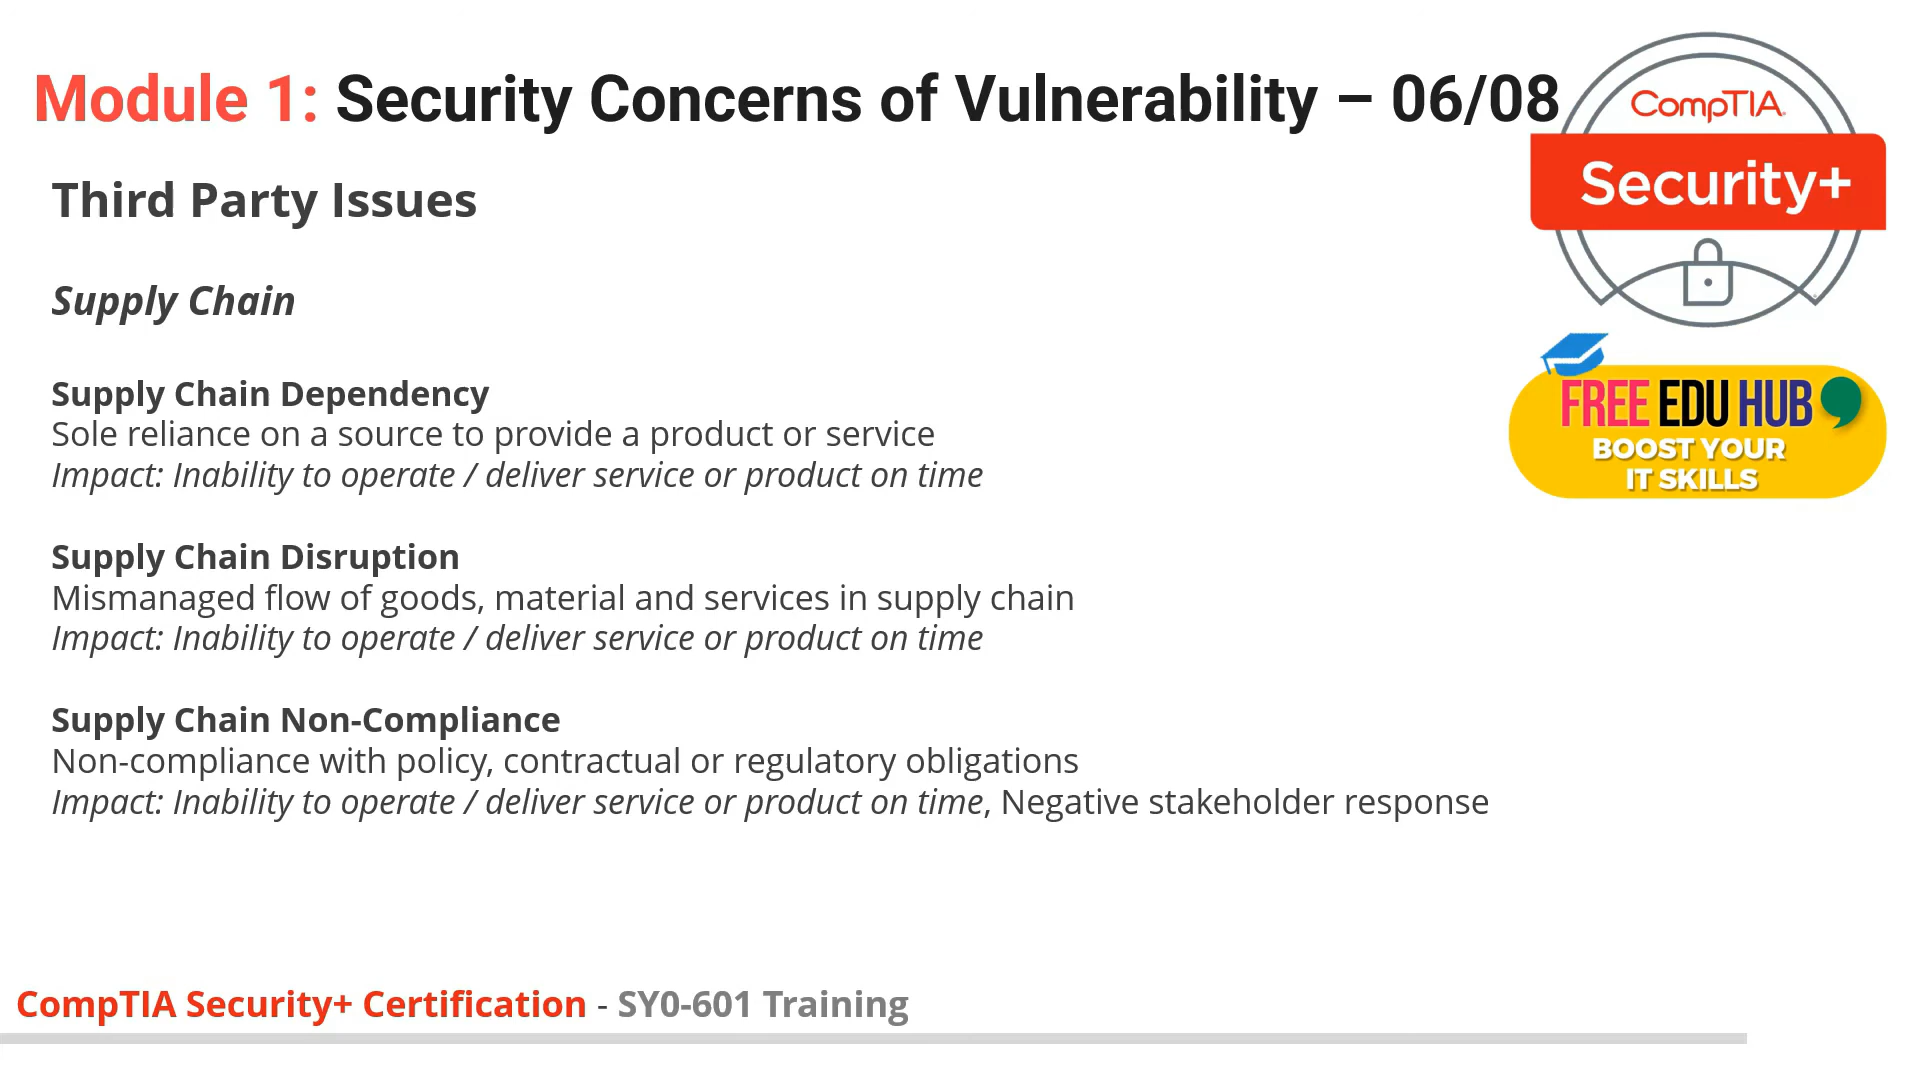 Module 1: Security Concerns of Vulnerability – 06/08
CompTIA.
Security+
Third Party Issues
Supply Chain
FREE EDU HUB
BOOST YOUR
IT SKILLS
Supply Chain Dependency
Sole reliance on a source to provide a product or service
Impact: Inability to operate / deliver service or product on time
Supply Chain Disruption
Mismanaged flow of goods, material and services in supply chain
Impact: Inability to operate / deliver service or product on time
Supply Chain Non-Compliance
Non-compliance with policy, contractual or regulatory obligations
Impact: Inability to operate / deliver service or product on time, Negative stakeholder response
CompTIA Security+ Certification - SY0-601 Training